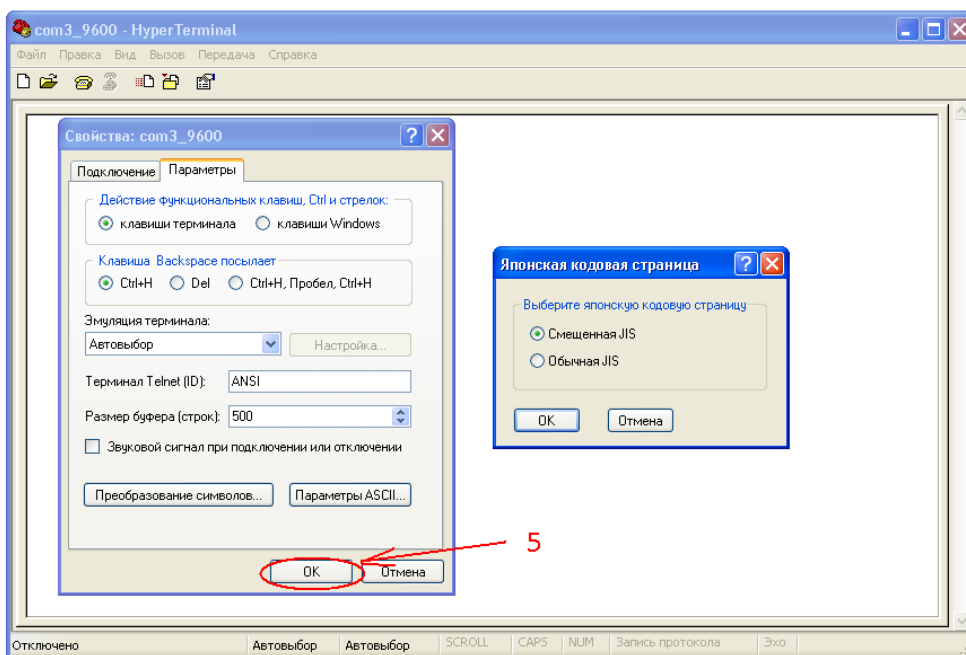 com3_9600 - HyperTerminal
Файл Правка Вид Вызов Передача Справка
Свойства: com3_9600
Подключение Параметры
Действие функциональных клавиш, Ctrl и стрелок:
клавиши терминала клавиши Windows
Клавиша Backspace посылает
Ctrl+H Del Ctrl+H, Пробел, Ctrl+H
Эмуляция терминала:
Автовыбор Настройка...
Терминал Telnet (ID): ANSI
Размер буфера (строк): 500
Звуковой сигнал при подключении или отключении
Преобразование символов... Параметры ASCII...
OK Отмена
5
Японская кодовая страница
Выберите японскую кодовую страницу
Смещенная JIS
Обычная JIS
OK Отмена
Отключено Автовыбор Автовыбор SCROLL CAPS NUM Запись протокола Эхо